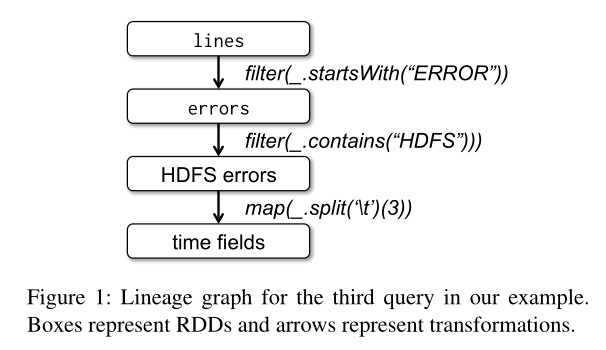 lines
filter(_.startsWith(“ERROR”))
errors
filter(_.contains(“HDFS”)))
HDFS errors
map(_.split(‘\t’)(3))
time fields
Figure 1: Lineage graph for the third query in our example.
Boxes represent RDDs and arrows represent transformations.